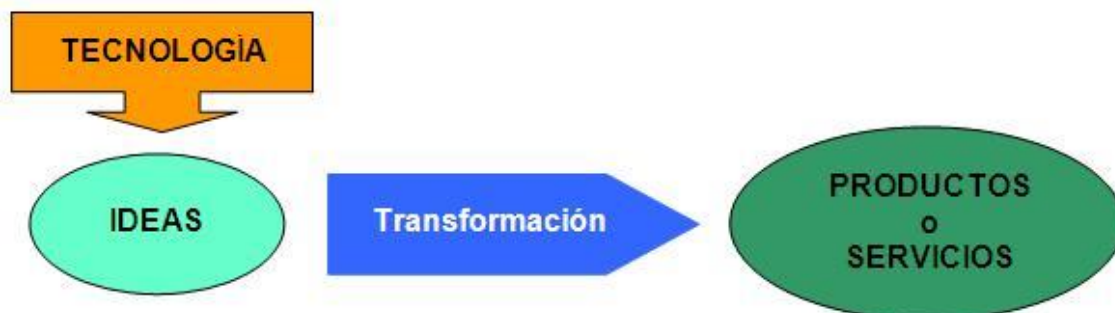 TECNOLOGÍA
IDEAS
Transformación
PRODUCTOS
o
SERVICIOS